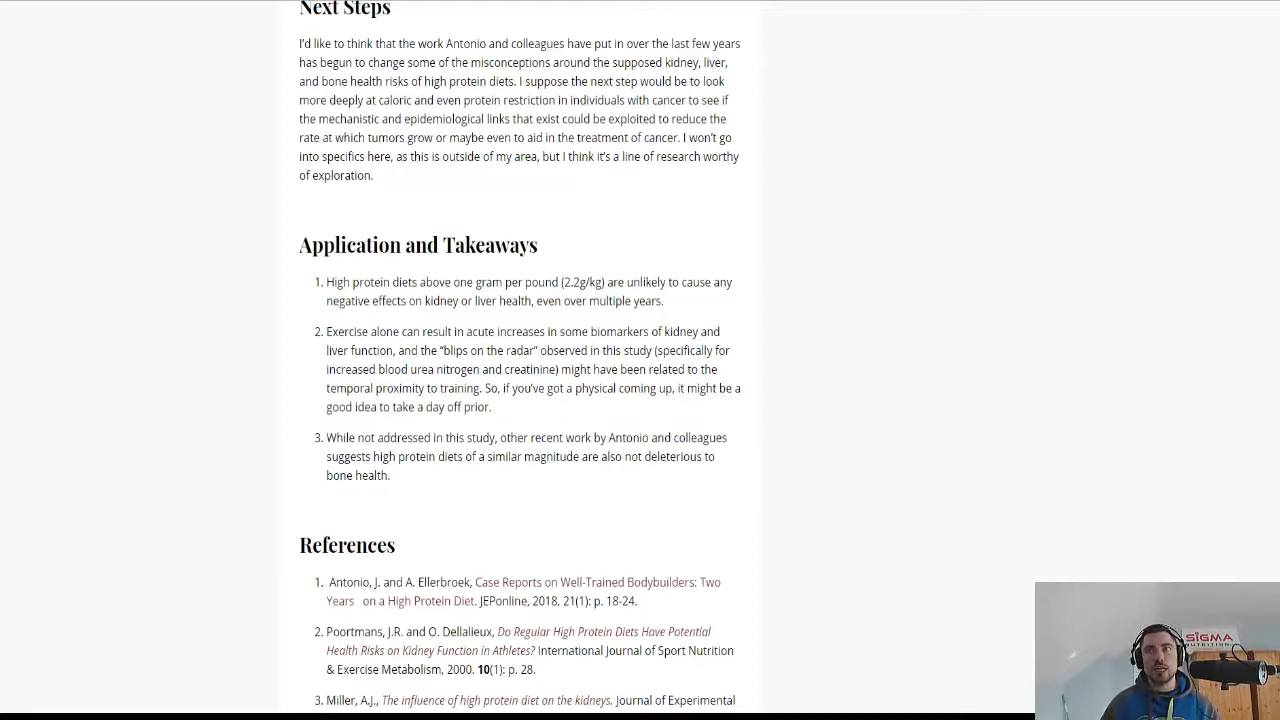 Next Steps
I'd like to think that the work Antonio and colleagues have put in over the last few years
has begun to change some of the misconceptions around the supposed kidney, liver,
and bone health risks of high protein diets. I suppose the next step would be to look
more deeply at caloric and even protein restriction in individuals with cancer to see if
the mechanistic and epidemiological links that exist could be exploited to reduce the
rate at which tumors grow or maybe even to aid in the treatment of cancer. I won't go
into specifics here, as this is outside of my area, but I think it's a line of research worthy
of exploration.
Application and Takeaways
1. High protein diets above one gram per pound (2.2g/kg) are unlikely to cause any
negative effects on kidney or liver health, even over multiple years.
2. Exercise alone can result in acute increases in some biomarkers of kidney and
liver function, and the “blips on the radar” observed in this study (specifically for
increased blood urea nitrogen and creatinine) might have been related to the
temporal proximity to training. So, if you've got a physical coming up, it might be a
good idea to take a day off prior.
3. While not addressed in this study, other recent work by Antonio and colleagues
suggests high protein diets of a similar magnitude are also not deleterious to
bone health.
References
1. Antonio, J. and A. Ellerbroek, Case Reports on Well-Trained Bodybuilders: Two
Years on a High Protein Diet. JEPonline, 2018. 21(1): p. 18-24.
2. Poortmans, J.R. and O. Dellalieux, Do Regular High Protein Diets Have Potential
Health Risks on Kidney Function in Athletes? International Journal of Sport Nutrition
& Exercise Metabolism, 2000. 10(1): p. 28.
3. Miller, A.J., The influence of high protein diet on the kidneys. Journal of Experimental
SIGMA
NUTRITION